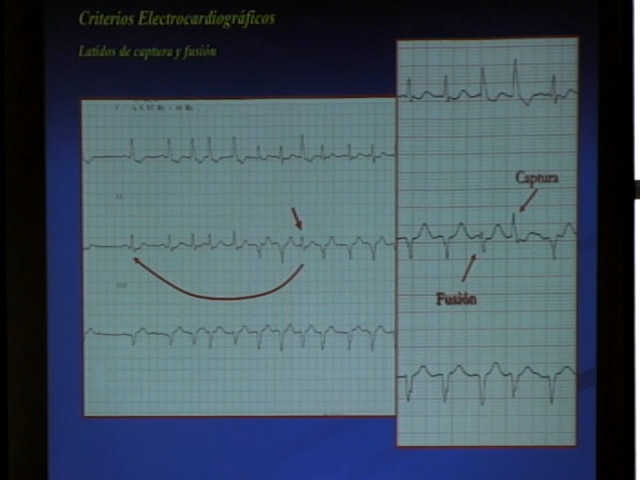 Criterios Electrocardiográficos
Latidos de captura y fusión
Captura
Fusión